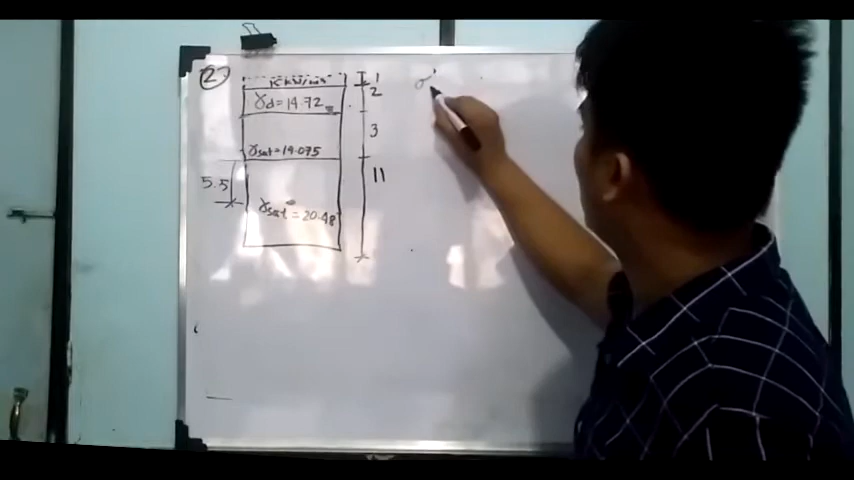 2
1
γd = 14.72
2
3
γsat = 19.075
11
5.5
γsat = 20.48
σ'